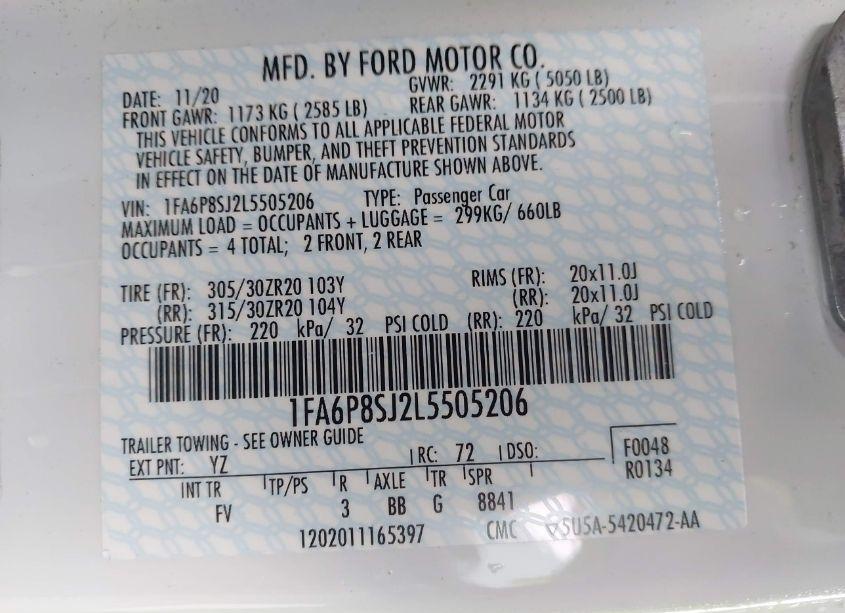 MFD. BY FORD MOTOR CO.
DATE: 11/20 GVWR: 2291 KG ( 5050 LB)
FRONT GAWR: 1173 KG ( 2585 LB) REAR GAWR: 1134 KG ( 2500 LB)
THIS VEHICLE CONFORMS TO ALL APPLICABLE FEDERAL MOTOR
VEHICLE SAFETY, BUMPER, AND THEFT PREVENTION STANDARDS
IN EFFECT ON THE DATE OF MANUFACTURE SHOWN ABOVE.
VIN: 1FA6P8SJ2L5505206 TYPE: Passenger Car
MAXIMUM LOAD = OCCUPANTS + LUGGAGE = 299KG/ 660LB
OCCUPANTS = 4 TOTAL; 2 FRONT, 2 REAR
TIRE (FR): 305/30ZR20 103Y RIMS (FR): 20x11.0J
(RR): 315/30ZR20 104Y (RR): 20x11.0J
PRESSURE (FR): 220 kPa/ 32 PSI COLD (RR): 220 kPa/ 32 PSI COLD
1FA6P8SJ2L5505206
TRAILER TOWING - SEE OWNER GUIDE
EXT PNT: YZ RC: 72 DSO: F0048
R0134
INT TR TP/PS R AXLE TR SPR
FV 3 BB G 8841
1202011165397 CMC 5U5A-5420472-AA